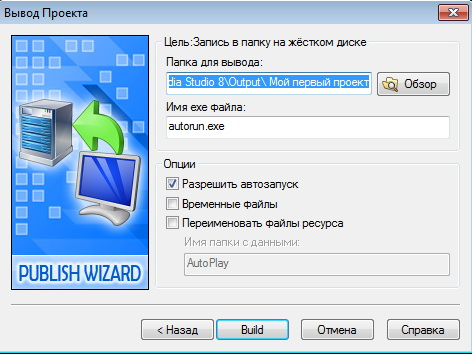 Вывод Проекта
Цель:Запись в папку на жёстком диске
Папка для вывода:
dia Studio 8\Output\ Мой первый проект
Обзор
Имя exe файла:
autorun.exe
Опции
Разрешить автозапуск
Временные файлы
Переименовать файлы ресурса
Имя папки с данными:
AutoPlay
PUBLISH WIZARD
< Назад
Build
Отмена
Справка